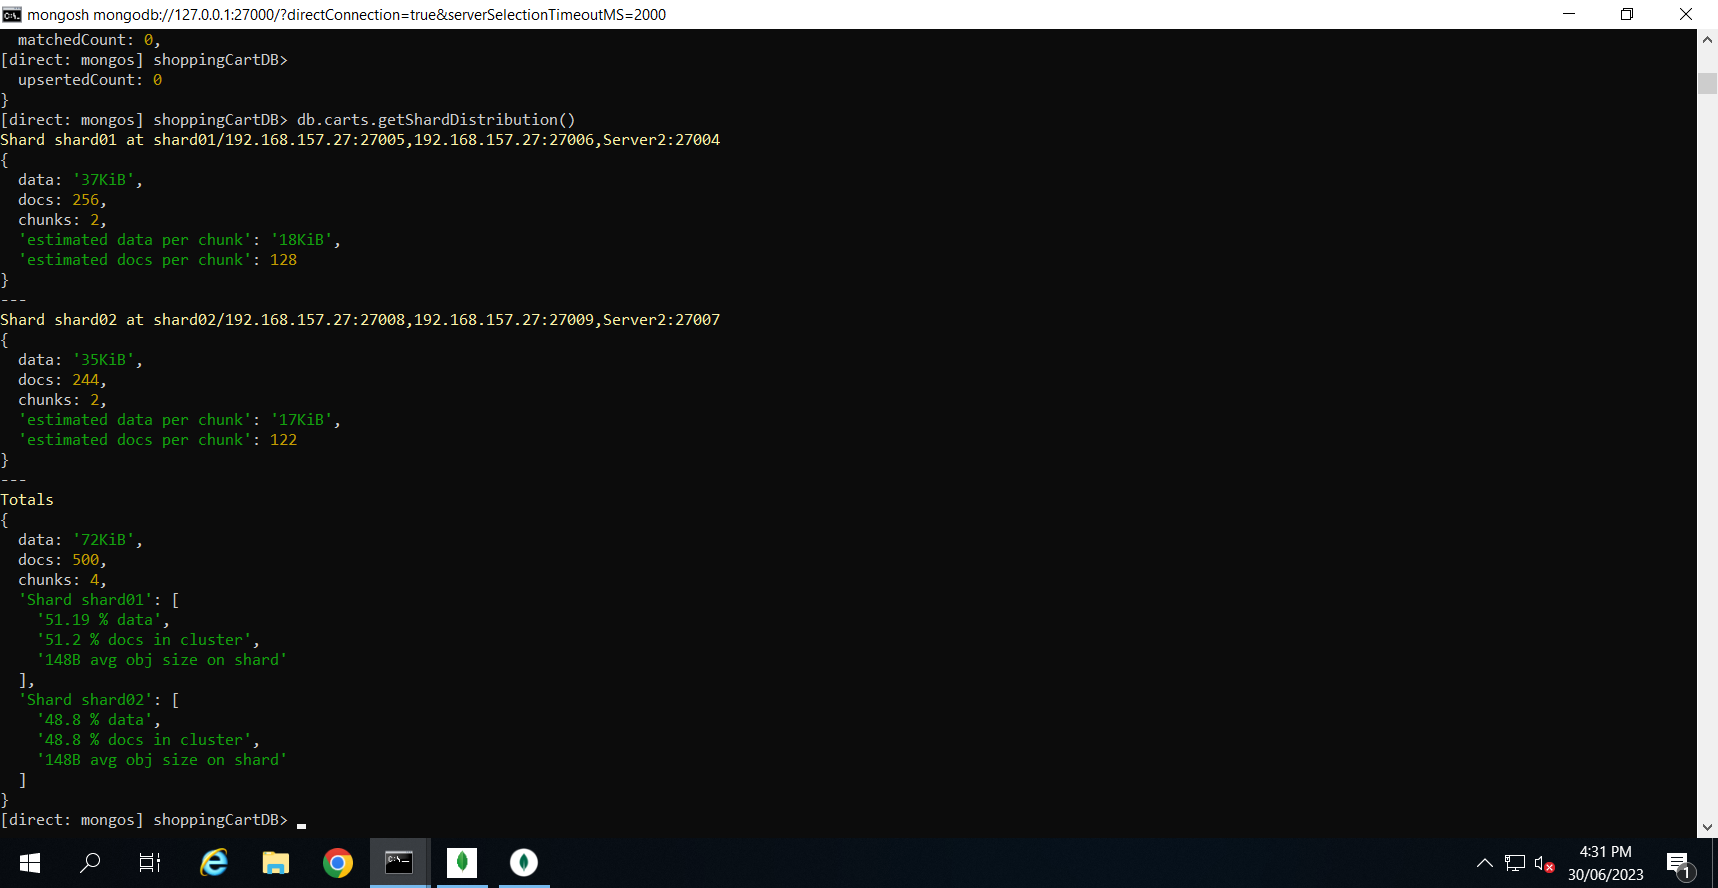 mongosh mongodb://127.0.0.1:27000/?directConnection=true&serverSelectionTimeoutMS=2000
matchedCount: 0,
[direct: mongos] shoppingCartDB>
upsertedCount: 0
}
[direct: mongos] shoppingCartDB> db.carts.getShardDistribution()
Shard shard01 at shard01/192.168.157.27:27005,192.168.157.27:27006,Server2:27004
{
data: '37KiB',
docs: 256,
chunks: 2,
'estimated data per chunk': '18KiB',
'estimated docs per chunk': 128
}
---
Shard shard02 at shard02/192.168.157.27:27008,192.168.157.27:27009,Server2:27007
{
data: '35KiB',
docs: 244,
chunks: 2,
'estimated data per chunk': '17KiB',
'estimated docs per chunk': 122
}
---
Totals
{
data: '72KiB',
docs: 500,
chunks: 4,
'Shard shard01': [
'51.19 % data',
'51.2 % docs in cluster',
'148B avg obj size on shard'
],
'Shard shard02': [
'48.8 % data',
'48.8 % docs in cluster',
'148B avg obj size on shard'
]
}
[direct: mongos] shoppingCartDB>
4:31 PM
30/06/2023
1